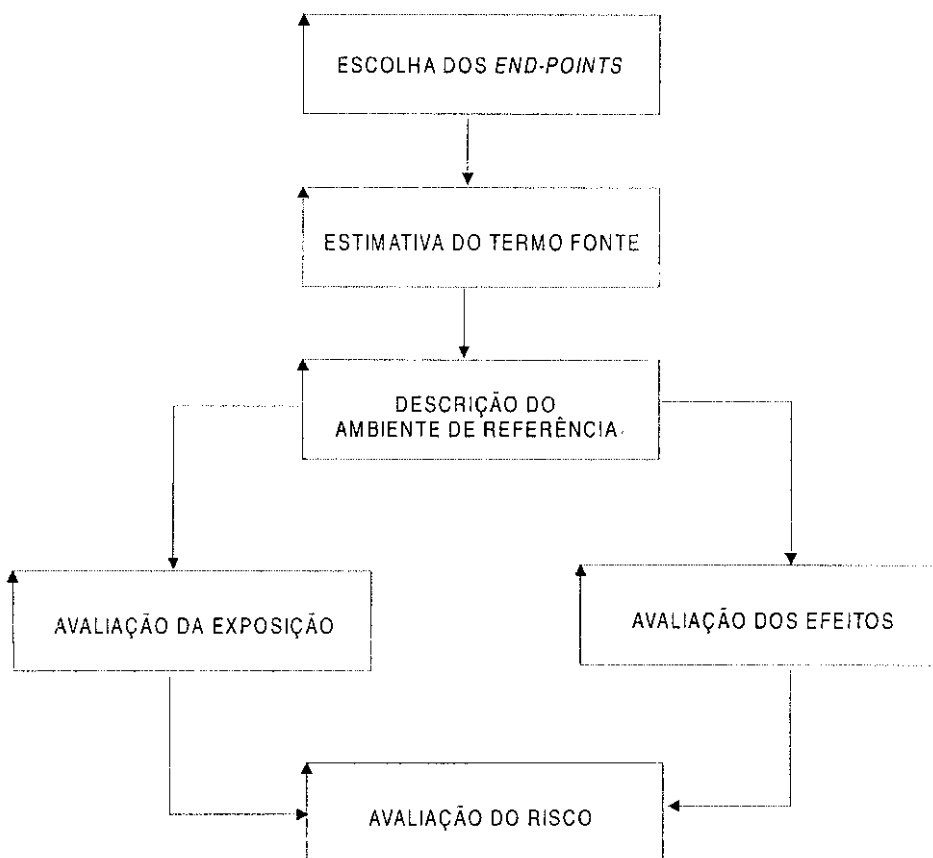 ESCOLHA DOS END-POINTS
ESTIMATIVA DO TERMO FONTE
DESCRIÇÃO DO
AMBIENTE DE REFERÊNCIA
AVALIAÇÃO DA EXPOSIÇÃO
AVALIAÇÃO DOS EFEITOS
AVALIAÇÃO DO RISCO